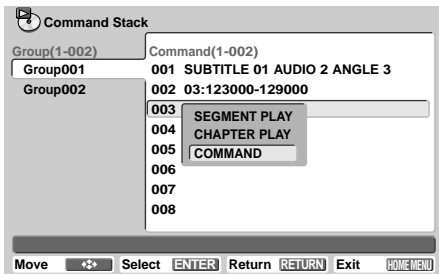 Command Stack
Group(1-002) Command(1-002)
Group001 001 SUBTITLE 01 AUDIO 2 ANGLE 3
Group002 002 03:123000-129000
003
SEGMENT PLAY
004
CHAPTER PLAY
005 COMMAND
006
007
008
Move Select ENTER Return RETURN Exit HOME MENU